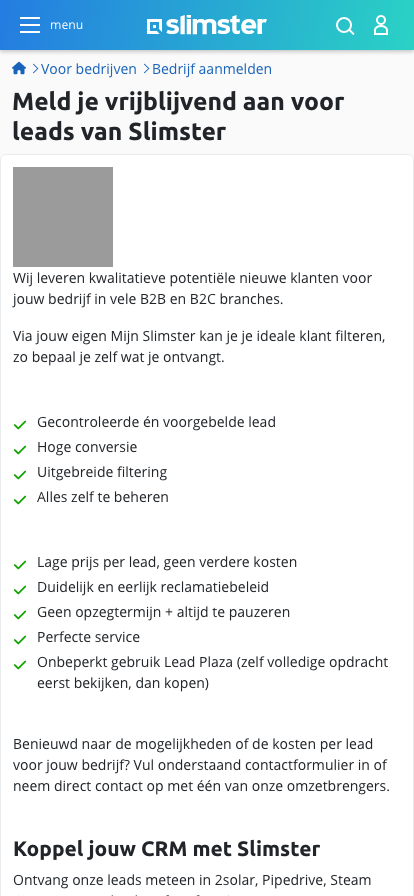 menu
slimster
Voor bedrijven
Bedrijf aanmelden
Meld je vrijblijvend aan voor
leads van Slimster
Wij leveren kwalitatieve potentiële nieuwe klanten voor
jouw bedrijf in vele B2B en B2C branches.
Via jouw eigen Mijn Slimster kan je je ideale klant filteren,
zo bepaal je zelf wat je ontvangt.
Gecontroleerde én voorgebelde lead
Hoge conversie
Uitgebreide filtering
Alles zelf te beheren
Lage prijs per lead, geen verdere kosten
Duidelijk en eerlijk reclamatiebeleid
Geen opzegtermijn + altijd te pauzeren
Perfecte service
Onbeperkt gebruik Lead Plaza (zelf volledige opdracht
eerst bekijken, dan kopen)
Benieuwd naar de mogelijkheden of de kosten per lead
voor jouw bedrijf? Vul onderstaand contactformulier in of
neem direct contact op met één van onze omzetbrengers.
Koppel jouw CRM met Slimster
Ontvang onze leads meteen in 2solar, Pipedrive, Steam